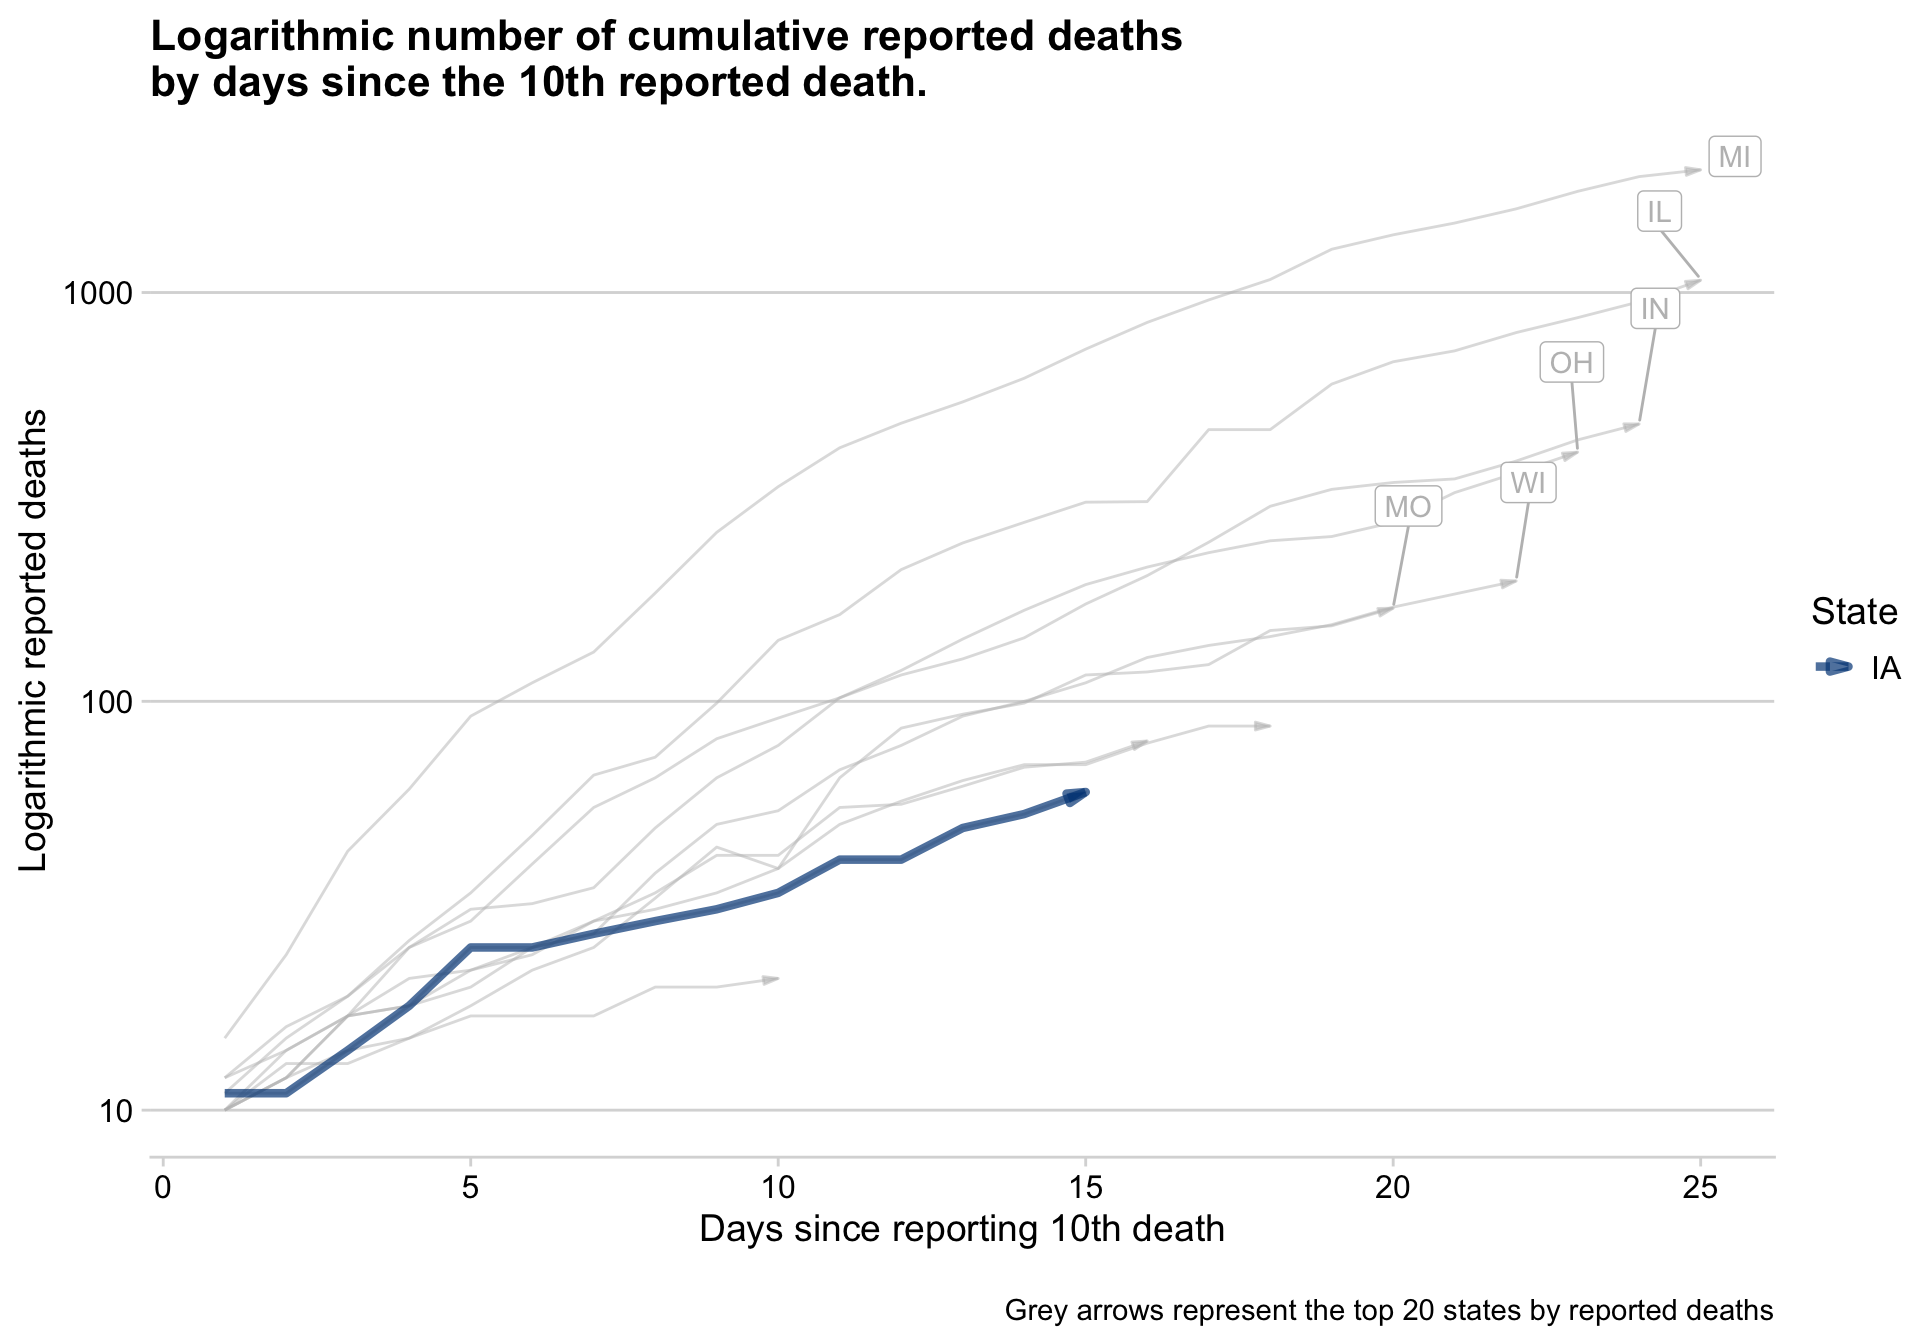 Logarithmic number of cumulative reported deaths
by days since the 10th reported death.
MI
IL
1000
IN
OH
WI
MO
Logarithmic reported deaths
State
IA
100
10
0 5 10 15 20 25
Days since reporting 10th death
Grey arrows represent the top 20 states by reported deaths